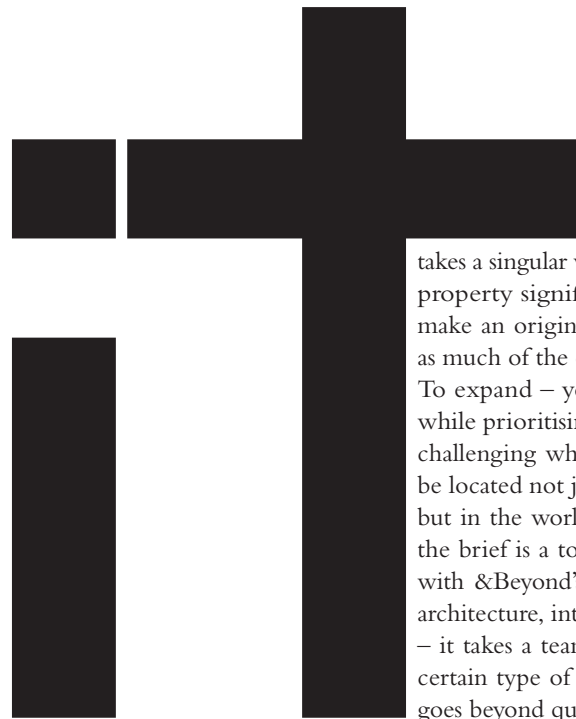 it
takes a singular
property
make an
as much of the
To expand –
while
challenging
be located not
but in the
the brief is a
with &Beyond’
architecture,
– it takes a
certain type of
goes beyond